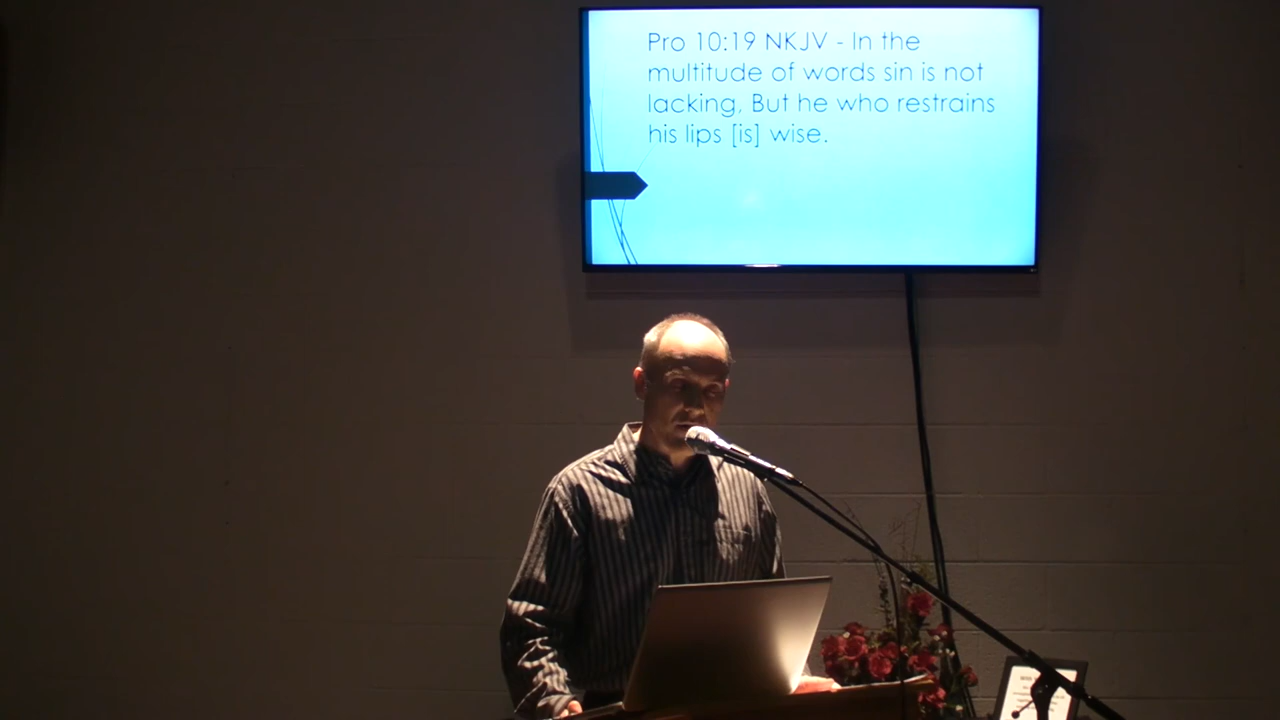 Pro 10:19 NKJV - In the
multitude of words sin is not
lacking, But he who restrains
his lips [is] wise.